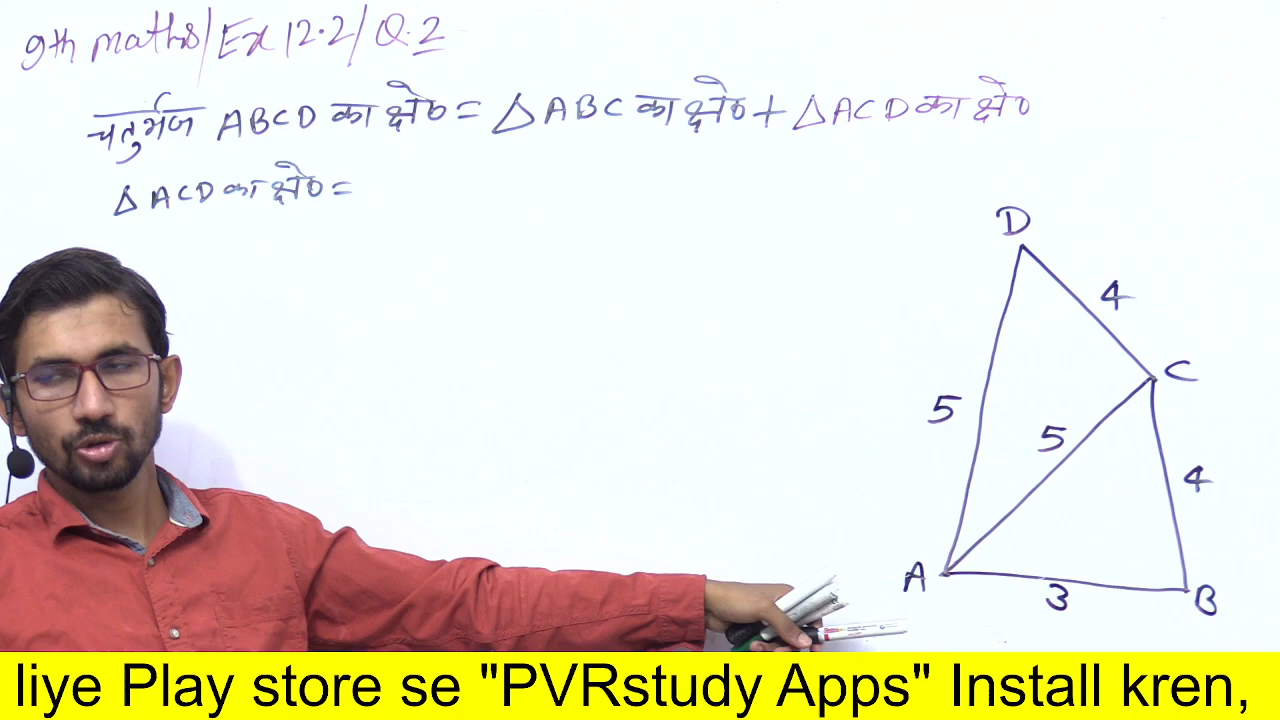 9th maths/Ex 12.2/Q.2
चतुर्भुज ABCD का क्षे० = △ABC का क्षे० + △ACD का क्षे०
△ACD का क्षे० =
D
4
C
5
5
4
A
3
B
liye Play store se "PVRstudy Apps" Install kren,